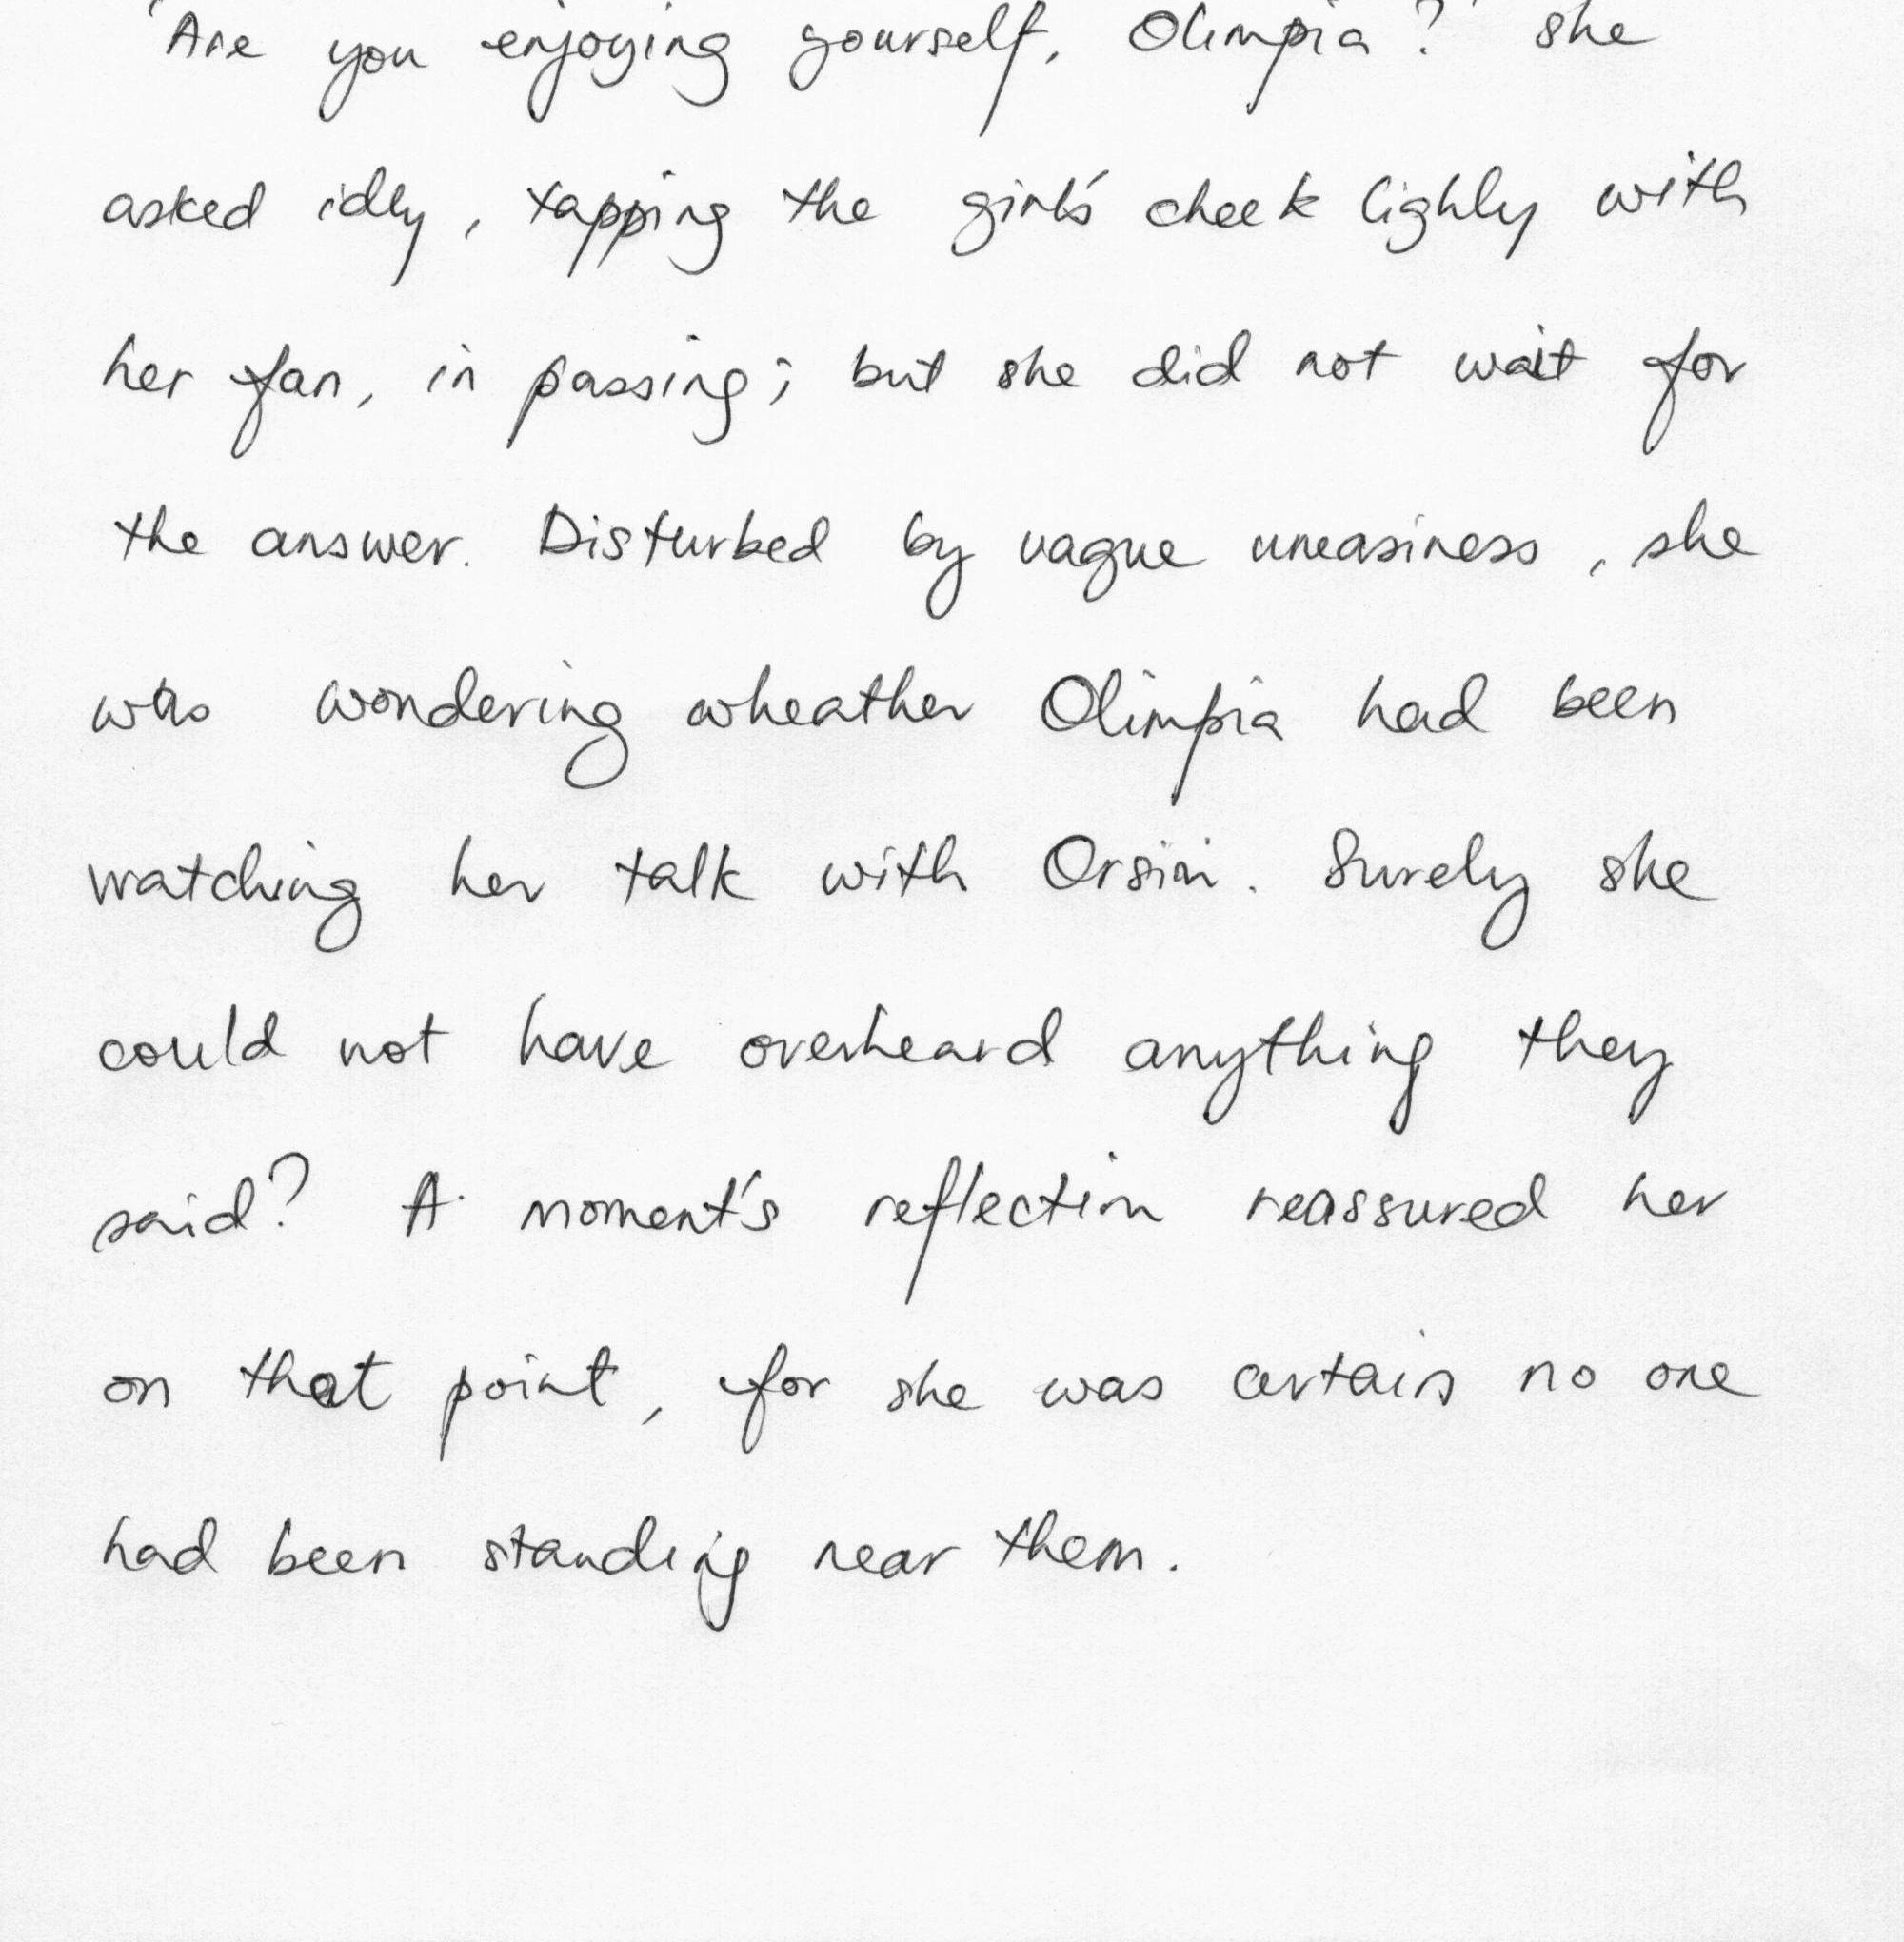 'Are you enjoying yourself, Olimpia?' she
asked idly, tapping the girl's cheek lighly with
her fan, in passing; but she did not wait for
the answer. Disturbed by vague uneasiness, she
was wondering wheather Olimpia had been
watching her talk with Orsini. Surely she
could not have overheard anything they
said? A moment's reflection reassured her
on that point, for she was certain no one
had been standing near them.